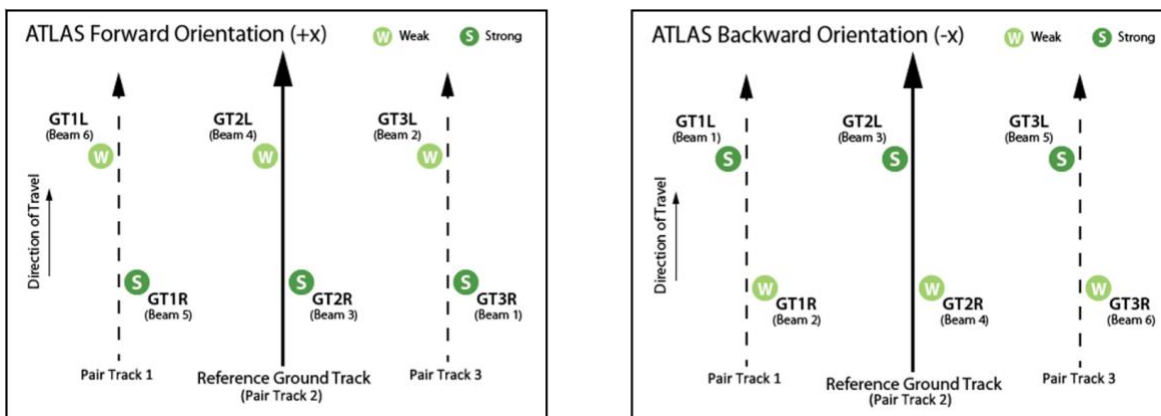 ATLAS Forward Orientation (+x)
W Weak
S Strong
GT1L
(Beam 6)
W
GT2L
(Beam 4)
W
GT3L
(Beam 2)
W
Direction of Travel
S
GT1R
(Beam 5)
S
GT2R
(Beam 3)
S
GT3R
(Beam 1)
Pair Track 1
Reference Ground Track
(Pair Track 2)
Pair Track 3
ATLAS Backward Orientation (-x)
W Weak
S Strong
GT1L
(Beam 1)
S
GT2L
(Beam 3)
S
GT3L
(Beam 5)
S
Direction of Travel
W
GT1R
(Beam 2)
W
GT2R
(Beam 4)
W
GT3R
(Beam 6)
Pair Track 1
Reference Ground Track
(Pair Track 2)
Pair Track 3